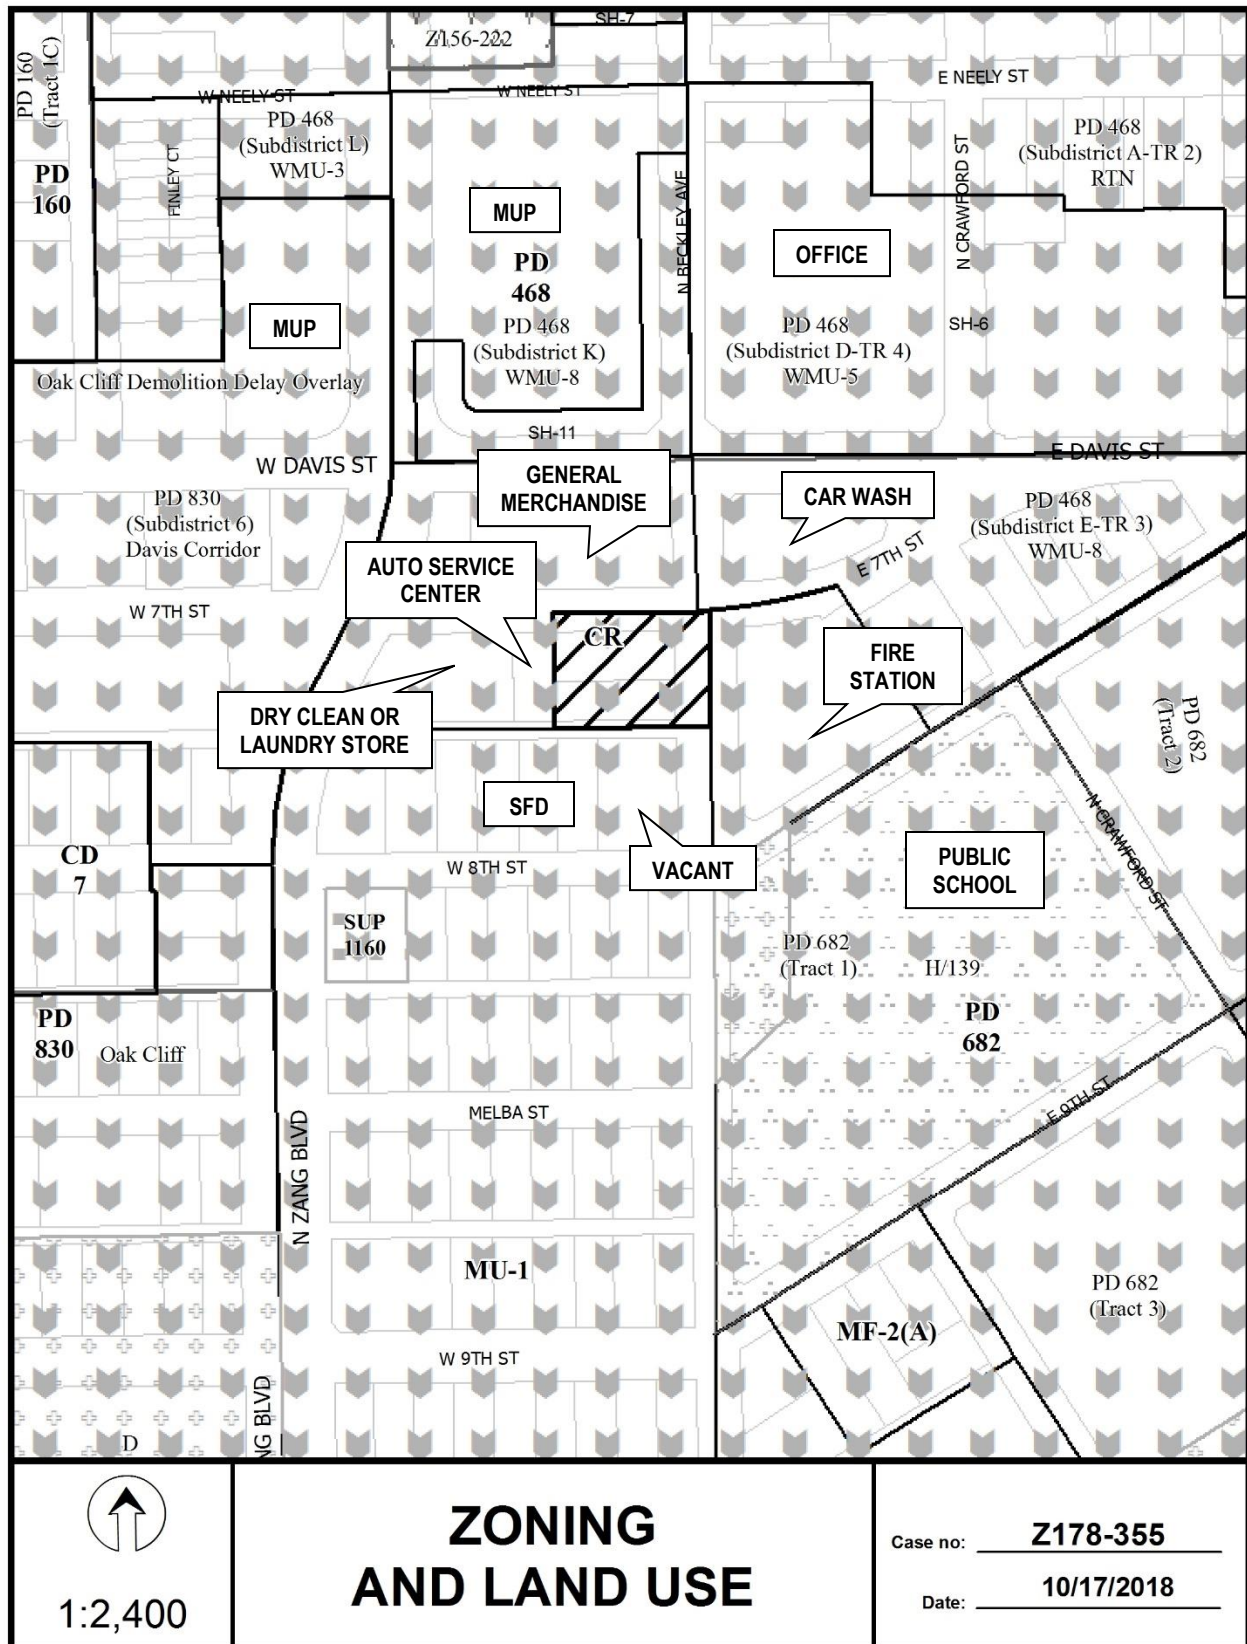 SH-7
Z156-222
PD 160
(Tract 1C)
E NEELY ST
W NEELY ST
W NEELY ST
PD 468
(Subdistrict L)
WMU-3
PD 468
(Subdistrict A-TR 2)
RTN
FINLEY CT
PD
160
MUP
N BECKLEY AVE
N CRAWFORD ST
OFFICE
PD
468
MUP
PD 468
(Subdistrict K)
WMU-8
PD 468
(Subdistrict D-TR 4)
WMU-5
SH-6
Oak Cliff Demolition Delay Overlay
SH-11
W DAVIS ST
E DAVIS ST
GENERAL
MERCHANDISE
CAR WASH
PD 830
(Subdistrict 6)
Davis Corridor
PD 468
(Subdistrict E-TR 3)
WMU-8
AUTO SERVICE
CENTER
E 7TH ST
W 7TH ST
CR
FIRE
STATION
DRY CLEAN OR
LAUNDRY STORE
PD 682
(Tract 2)
SFD
N CRAWFORD ST
CD
7
W 8TH ST
VACANT
PUBLIC
SCHOOL
SUP
1160
PD 682
(Tract 1)
H/139
PD
682
PD
830
Oak Cliff
MELBA ST
E 9TH ST
N ZANG BLVD
MU-1
PD 682
(Tract 3)
MF-2(A)
W 9TH ST
NG BLVD
D
1:2,400
ZONING
AND LAND USE
Case no: Z178-355
Date: 10/17/2018